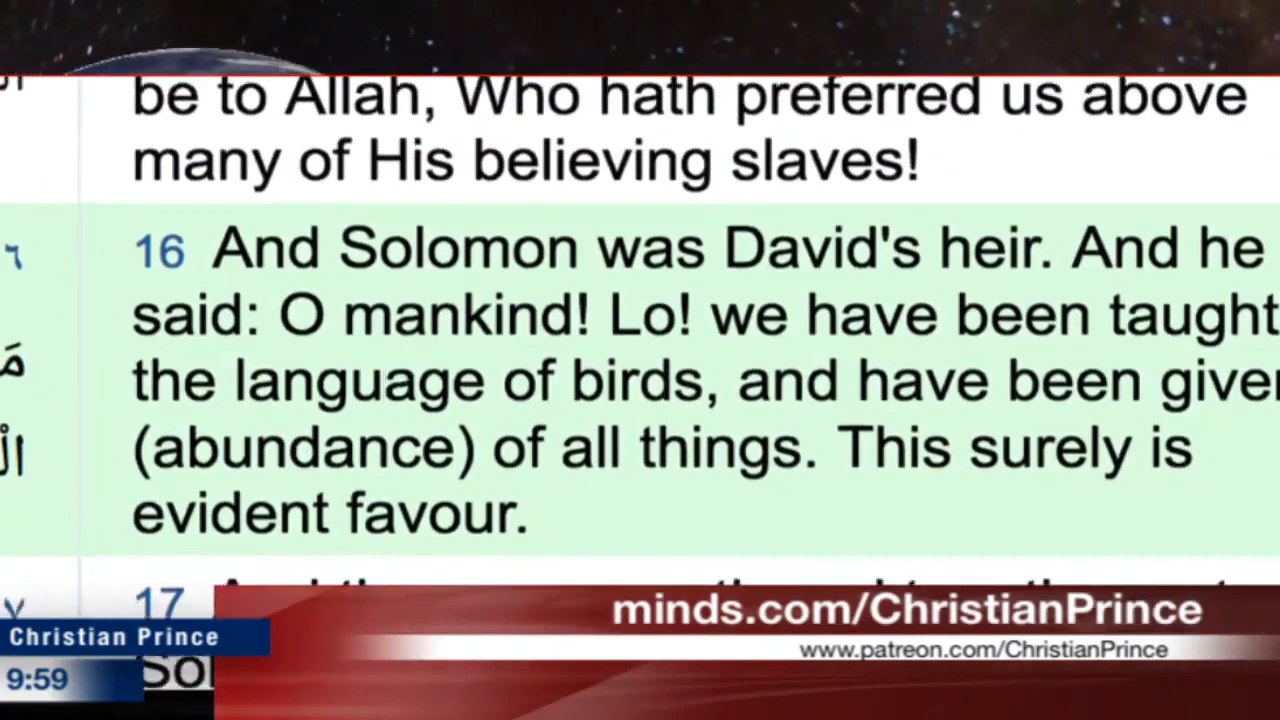 be to Allah, Who hath preferred us above
many of His believing slaves!
16 And Solomon was David's heir. And he
said: O mankind! Lo! we have been taught
the language of birds, and have been give
(abundance) of all things. This surely is
evident favour.
17
minds.com/ChristianPrince
Christian Prince
www.patreon.com/ChristianPrince
9:59